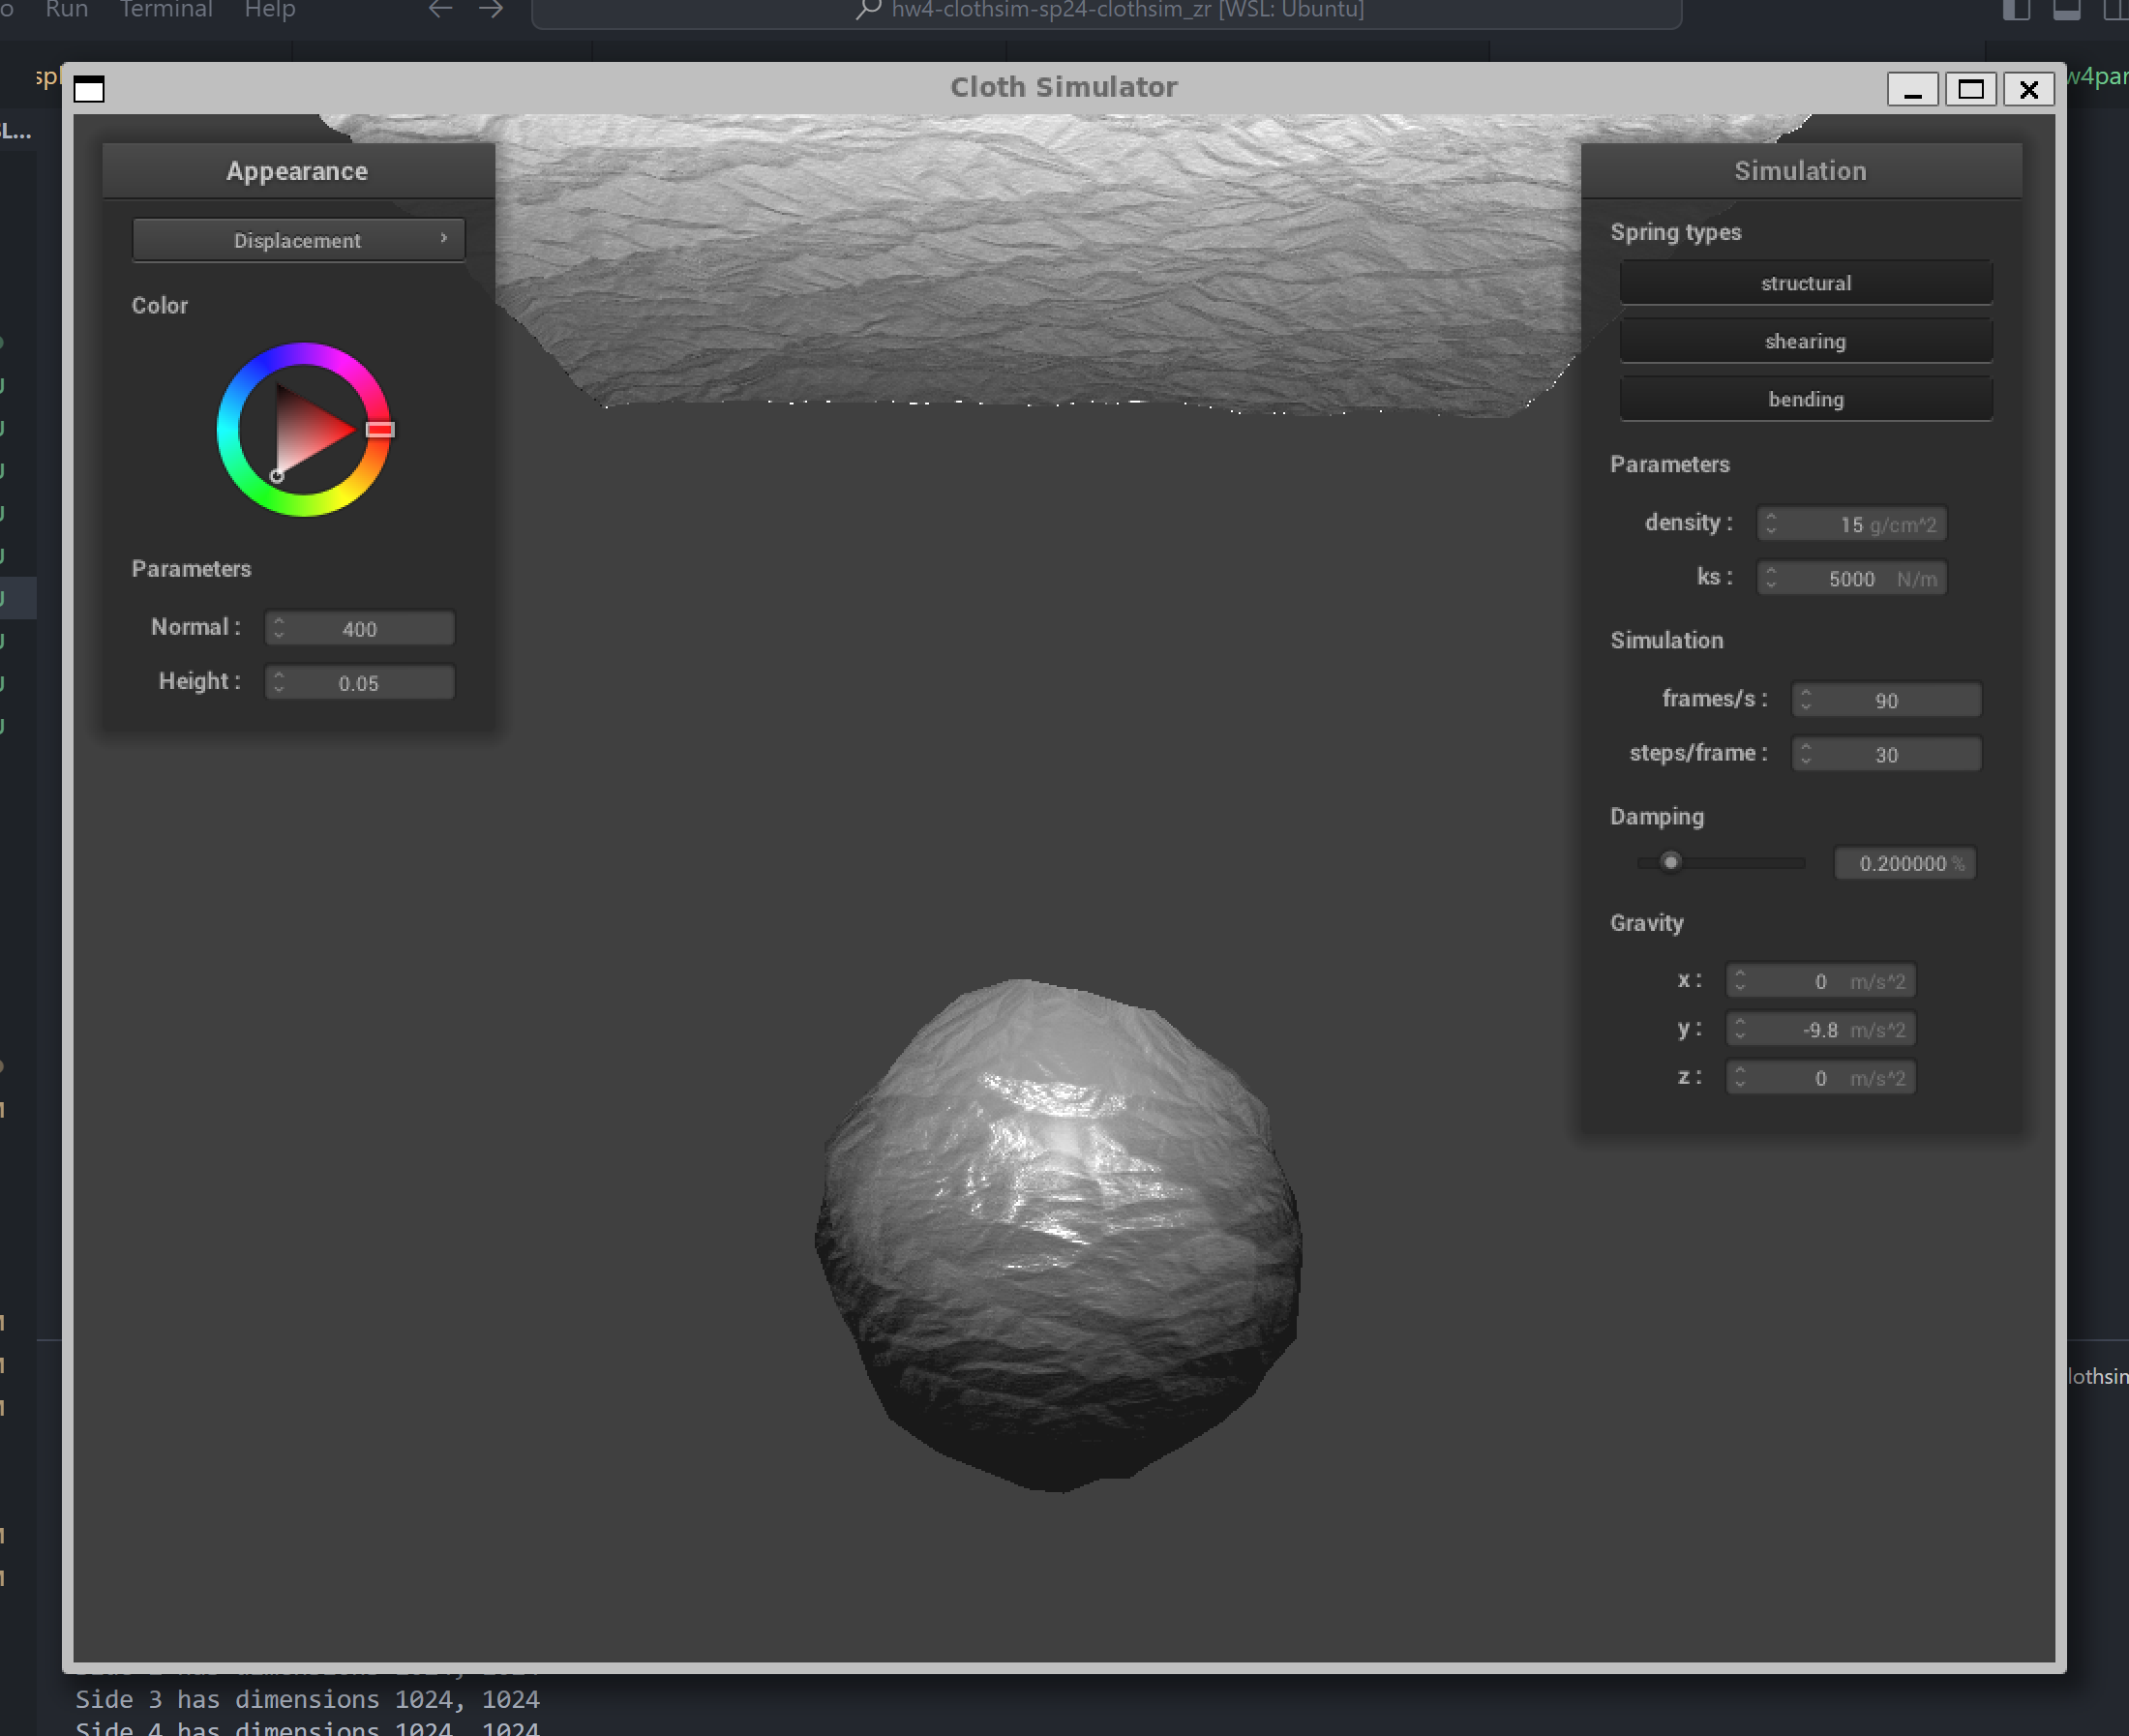 Run Terminal Help
hw4-clothsim-sp24-clothsim_zr [WSL: Ubuntu]
Cloth Simulator
Appearance
Displacement
Color
Parameters
Normal : 400
Height : 0.05
Simulation
Spring types
structural
shearing
bending
Parameters
density : 15 g/cm^2
ks : 5000 N/m
Simulation
frames/s : 90
steps/frame : 30
Damping
0.200000 %
Gravity
x : 0 m/s^2
y : -9.8 m/s^2
z : 0 m/s^2
Side 3 has dimensions 1024, 1024
Side 4 has dimensions 1024, 1024